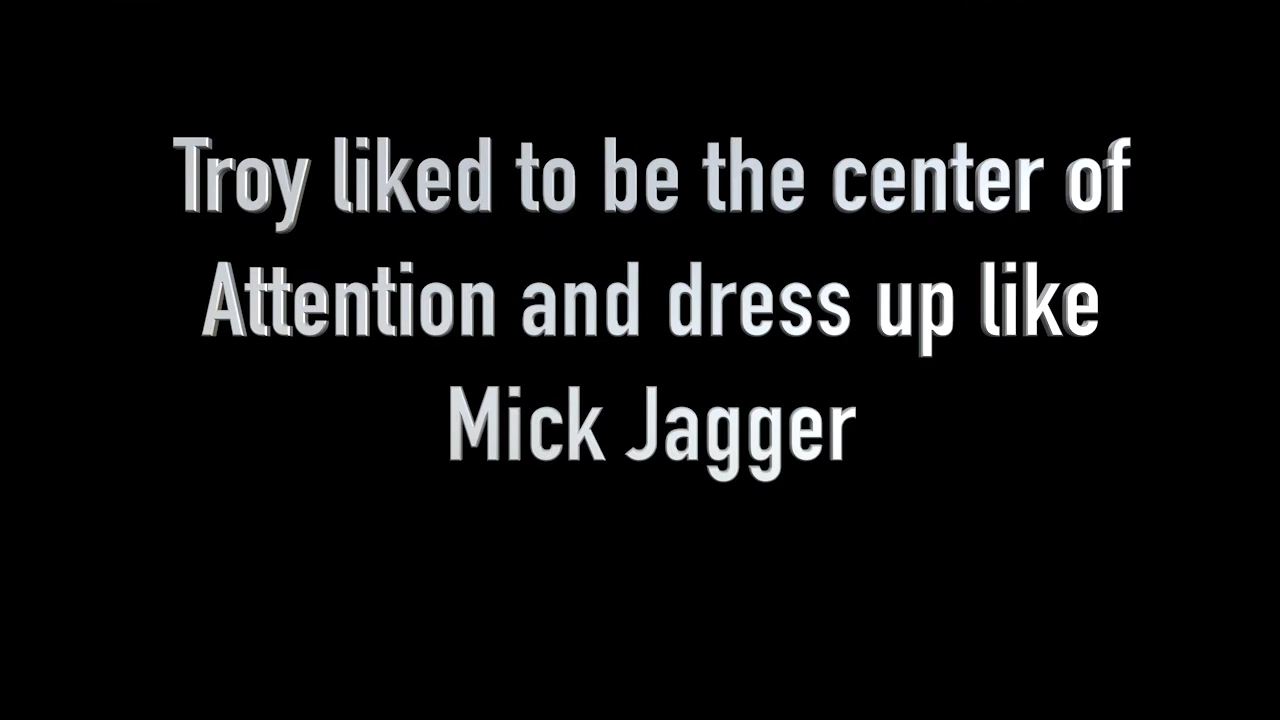 Troy liked to be the center of
Attention and dress up like
Mick Jagger